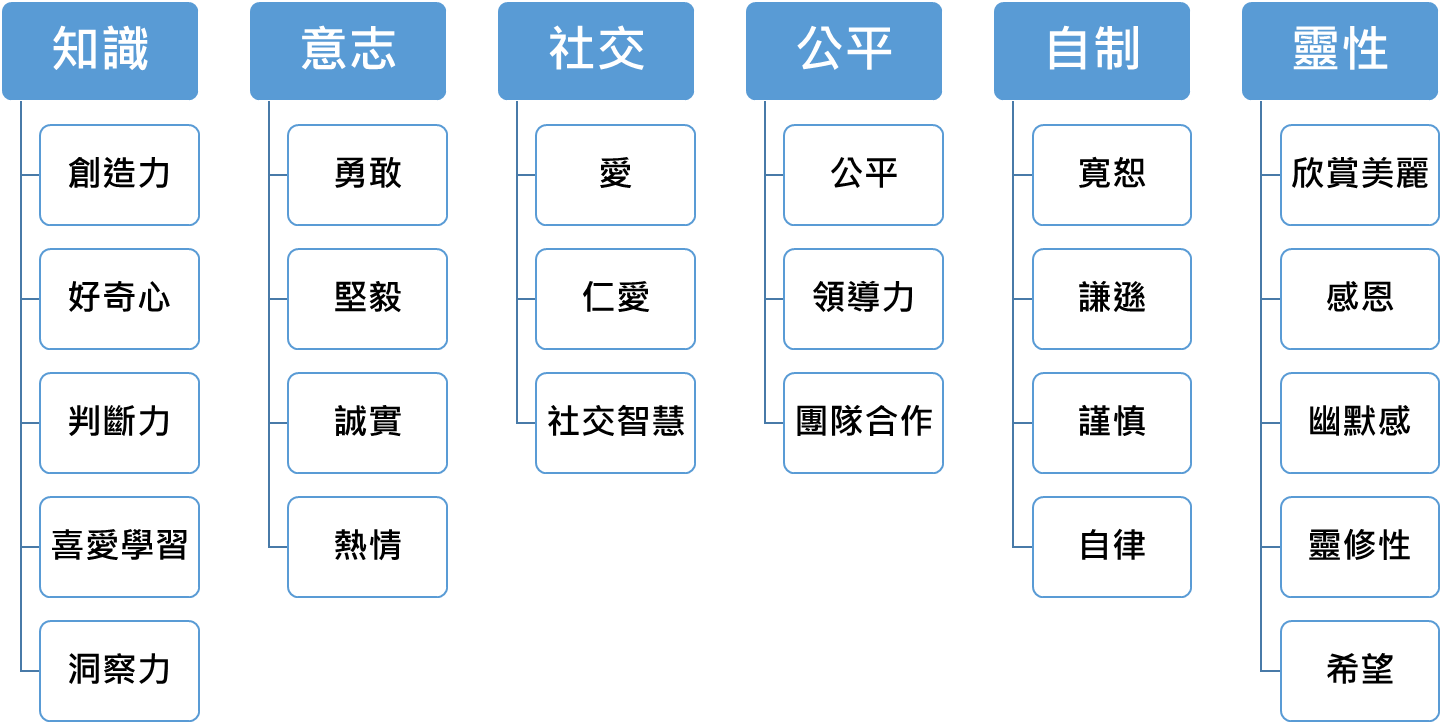 知識
創造力
好奇心
判斷力
喜愛學習
洞察力
意志
勇敢
堅毅
誠實
熱情
社交
愛
仁愛
社交智慧
公平
公平
領導力
團隊合作
自制
寬恕
謙遜
謹慎
自律
靈性
欣賞美麗
感恩
幽默感
靈修性
希望